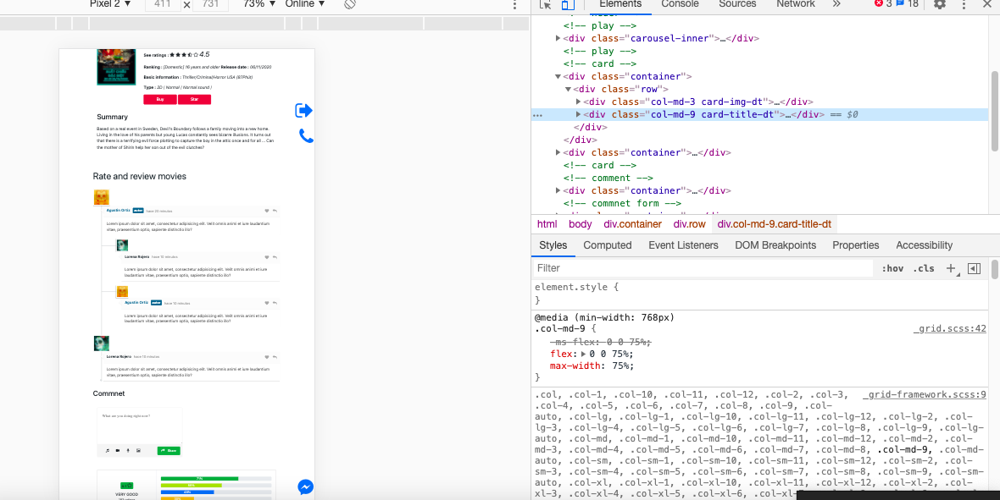 Pixel 2 ▼ 411 × 731 73% ▼ Online ▼
See ratings : ★★★☆☆ 4.5
Ranking : [Domestic] 16 years and older Release date : 06/11/2020
Basic information : Thriller/Criminal/Horror USA (87Phút)
Type : 2D ( Normal / Normal sound )
Buy Star
Summary
Based on a real event in Sweden, Devi's Boundary follows a family moving into a new home.
Living in the love of his parents but young Lucas constantly sees bizarre illusions. It turns out
that there is a terrifying evil force plotting to capture the boy in the attic once and for all ... Can
the mother of Shirin help her son out of the evil clutches?
Rate and review movies
Agustin Ortiz autor hace 20 minutos
Lorem ipsum dolor sit amet, consectetur adipisicing elit. Velit omnis animi et iure laudantium
vitae, praesentium optio, sapiente distinctio illo?
Lorena Rojero hace 10 minutos
Lorem ipsum dolor sit amet, consectetur adipisicing elit. Velit omnis animi et iure laudantium
vitae, praesentium optio, sapiente distinctio illo?
Agustin Ortiz autor hace 10 minutos
Lorem ipsum dolor sit amet, consectetur adipisicing elit. Velit omnis animi et iure laudantium
vitae, praesentium optio, sapiente distinctio illo?
Lorena Rojero hace 10 minutos
Lorem ipsum dolor sit amet, consectetur adipisicing elit. Velit omnis animi et iure laudantium
vitae, praesentium optio, sapiente distinctio illo?
Commnet
What are you doing right now?
Share
VERY GOOD
Elements Console Sources Network » 3 18
<!-- play -->
<div class="carousel-inner">…</div>
<!-- play -->
<!-- card -->
<div class="container">
<div class="row">
<div class="col-md-3 card-img-dt">…</div>
<div class="col-md-9 card-title-dt">…</div> == $0
</div>
</div>
<div class="container">…</div>
<!-- card -->
<!-- comment -->
<div class="container">…</div>
<!-- commnet form -->
html body div.container div.row div.col-md-9.card-title-dt
Styles Computed Event Listeners DOM Breakpoints Properties Accessibility
Filter :hov .cls +
element.style {
}
@media (min-width: 768px)
.col-md-9 { _grid.scss:42
-ms-flex: 0 0 75%;
flex: 0 0 75%;
max-width: 75%;
}
.col, .col-1, .col-10, .col-11, .col-12, .col-2, .col-3, _grid-framework.scss:9
.col-4, .col-5, .col-6, .col-7, .col-8, .col-9, .col-
auto, .col-lg, .col-lg-1, .col-lg-10, .col-lg-11, .col-lg-12, .col-lg-2, .col-
lg-3, .col-lg-4, .col-lg-5, .col-lg-6, .col-lg-7, .col-lg-8, .col-lg-9, .col-lg-
auto, .col-md, .col-md-1, .col-md-10, .col-md-11, .col-md-12, .col-md-2, .col-
md-3, .col-md-4, .col-md-5, .col-md-6, .col-md-7, .col-md-8, .col-md-9, .col-md-
auto, .col-sm, .col-sm-1, .col-sm-10, .col-sm-11, .col-sm-12, .col-sm-2, .col-
sm-3, .col-sm-4, .col-sm-5, .col-sm-6, .col-sm-7, .col-sm-8, .col-sm-9, .col-sm-
auto, .col-xl, .col-xl-1, .col-xl-10, .col-xl-11, .col-xl-12, .col-xl-2, .col-
xl-3, .col-xl-4, .col-xl-5, .col-xl-6, .col-xl-7